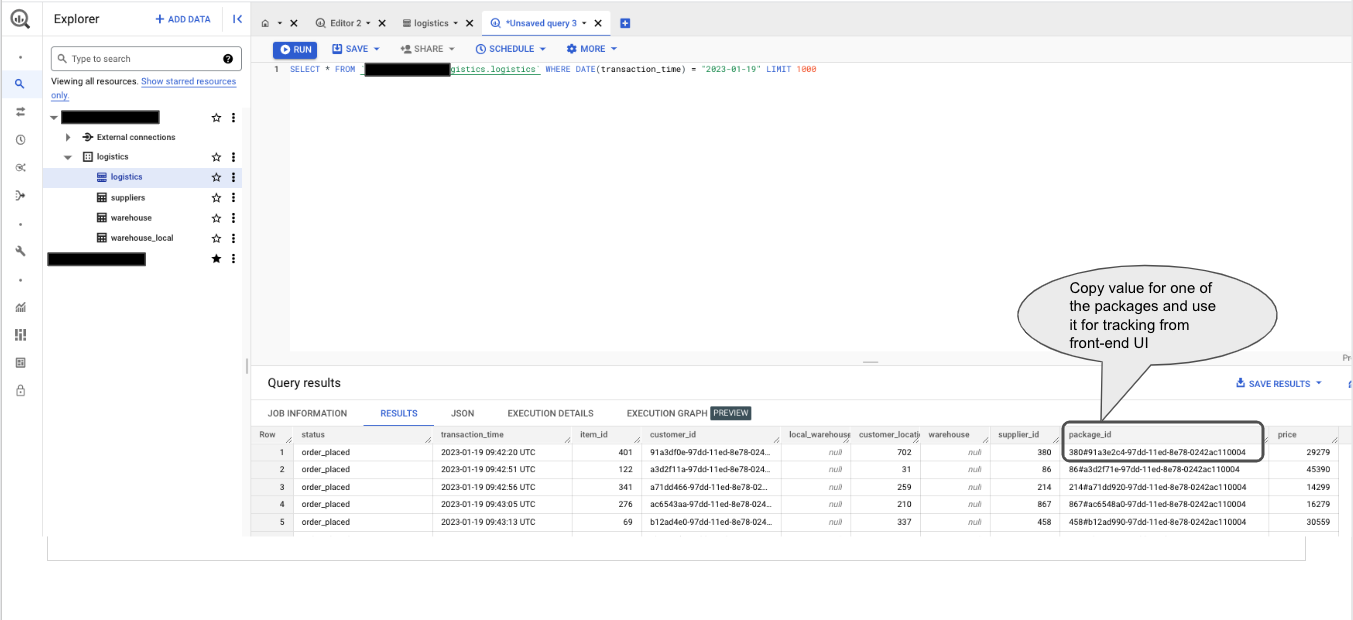 Explorer
+ ADD DATA
Editor 2
logistics
*Unsaved query 3
Type to search
Viewing all resources. Show starred resources
only.
External connections
logistics
logistics
suppliers
warehouse
warehouse_local
RUN
SAVE
SHARE
SCHEDULE
MORE
1 SELECT * FROM ` gistics.logistics` WHERE DATE(transaction_time) = "2023-01-19" LIMIT 1000
Copy value for one of
the packages and use
it for tracking from
front-end UI
Pr
Query results
SAVE RESULTS
JOB INFORMATION RESULTS JSON EXECUTION DETAILS EXECUTION GRAPH PREVIEW
Row status transaction_time item_id customer_id local_warehouse customer_locati warehouse supplier_id package_id price
1 order_placed 2023-01-19 09:42:20 UTC 401 91a3df0e-97dd-11ed-8e78-024... null 702 null 380 380#91a3e2c4-97dd-11ed-8e78-0242ac110004 29279
2 order_placed 2023-01-19 09:42:51 UTC 122 a3d2f11a-97dd-11ed-8e78-024... null 31 null 86 86#a3d2f71e-97dd-11ed-8e78-0242ac110004 45390
3 order_placed 2023-01-19 09:42:56 UTC 341 a71dd466-97dd-11ed-8e78-02... null 259 null 214 214#a71dd920-97dd-11ed-8e78-0242ac110004 14299
4 order_placed 2023-01-19 09:43:05 UTC 276 ac6543aa-97dd-11ed-8e78-024... null 210 null 867 867#ac6548a0-97dd-11ed-8e78-0242ac110004 16279
5 order_placed 2023-01-19 09:43:13 UTC 69 b12ad4e0-97dd-11ed-8e78-024... null 337 null 458 458#b12ad990-97dd-11ed-8e78-0242ac110004 30559